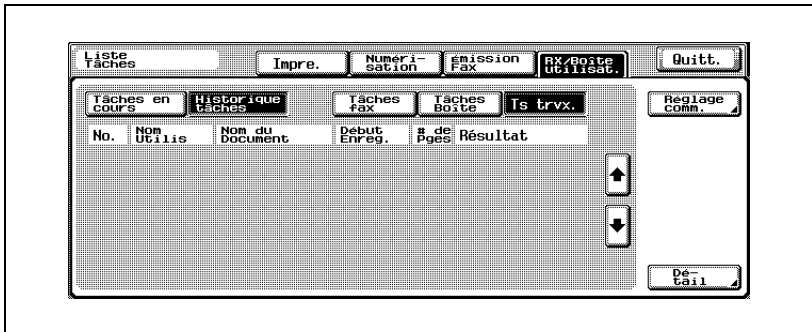 Liste Tâches
Impre.
Numéri-sation
émission Fax
RX/Boîte Utilisat.
Quitt.
Tâches en cours
Historique tâches
Tâches fax
Tâches Boîte
Ts trvx.
Réglage comm.
No.
Nom Utilis
Nom du Document
Début Enreg.
# de Pges
Résultat
Dé-tail